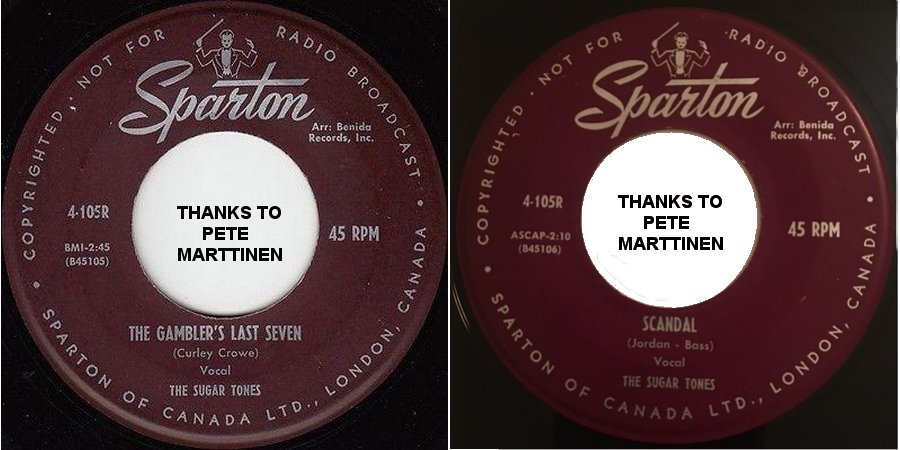 COPYRIGHTED · NOT FOR RADIO BROADCAST
Sparton
Arr: Benida
Records, Inc.
4-105R
BMI-2:45
(B45105)
THANKS TO
PETE
MARTTINEN
45 RPM
THE GAMBLER'S LAST SEVEN
(Curley Crowe)
Vocal
THE SUGAR TONES
• SPARTON OF CANADA LTD., LONDON, CANADA •
COPYRIGHTED · NOT FOR RADIO BROADCAST
Sparton
Arr: Benida
Records, Inc.
4-105R
ASCAP-2:10
(B45106)
THANKS TO
PETE
MARTTINEN
45 RPM
SCANDAL
(Jordan - Bass)
Vocal
THE SUGAR TONES
• SPARTON OF CANADA LTD., LONDON, CANADA •